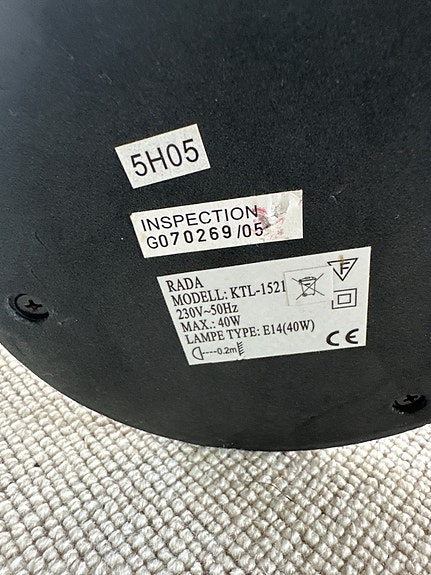 5H05
INSPECTION
G070269/05
RADA
MODELL: KTL-1521
230V~50Hz
MAX.: 40W
LAMPE TYPE: E14(40W)
0.2m
F
CE